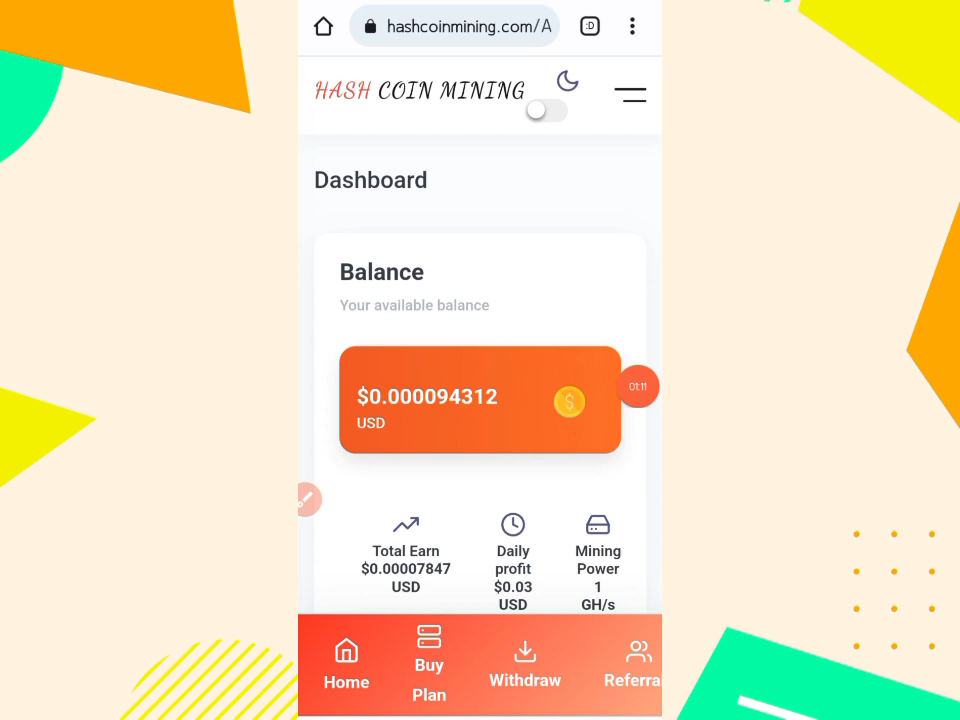 hashcoinmining.com/A
:D
HASH COIN MINING
Dashboard
Balance
Your available balance
$0.000094312
USD
01:11
Total Earn
$0.00007847
USD
Daily
profit
$0.03
USD
Mining
Power
1
GH/s
Home
Buy
Plan
Withdraw
Referra